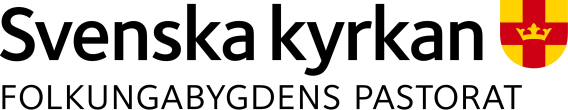 Svenska kyrkan
FOLKUNGABYGDENS PASTORAT